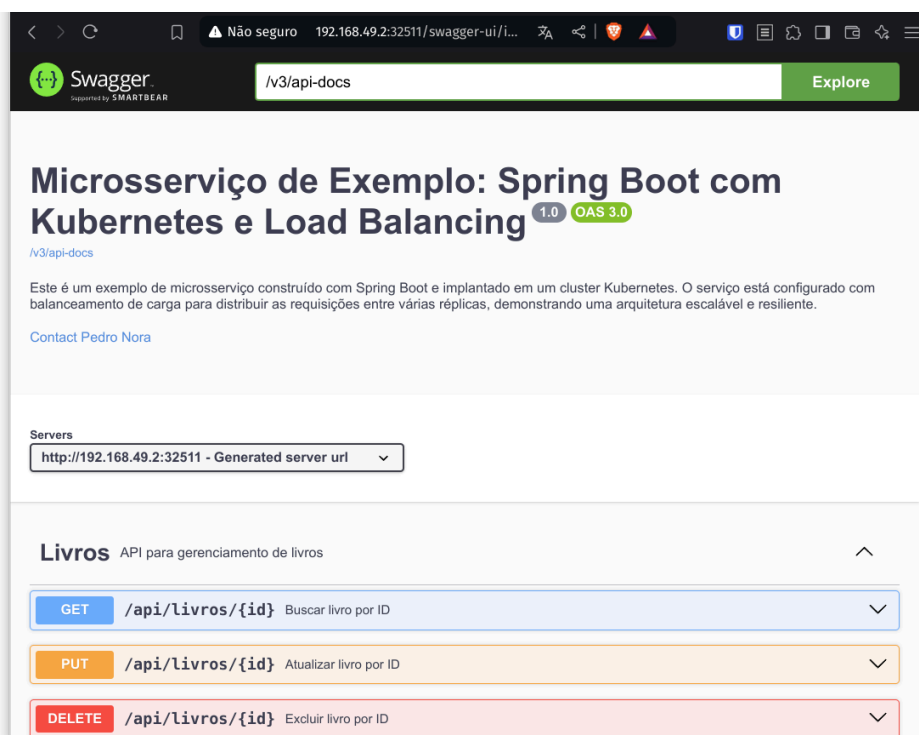 Não seguro 192.168.49.2:32511/swagger-ui/i...
{...} Swagger
Supported by SMARTBEAR
/v3/api-docs
Explore
Microsserviço de Exemplo: Spring Boot com
Kubernetes e Load Balancing 1.0 OAS 3.0
/v3/api-docs
Este é um exemplo de microsserviço construído com Spring Boot e implantado em um cluster Kubernetes. O serviço está configurado com
balanceamento de carga para distribuir as requisições entre várias réplicas, demonstrando uma arquitetura escalável e resiliente.
Contact Pedro Nora
Servers
http://192.168.49.2:32511 - Generated server url
Livros API para gerenciamento de livros
GET /api/livros/{id} Buscar livro por ID
PUT /api/livros/{id} Atualizar livro por ID
DELETE /api/livros/{id} Excluir livro por ID